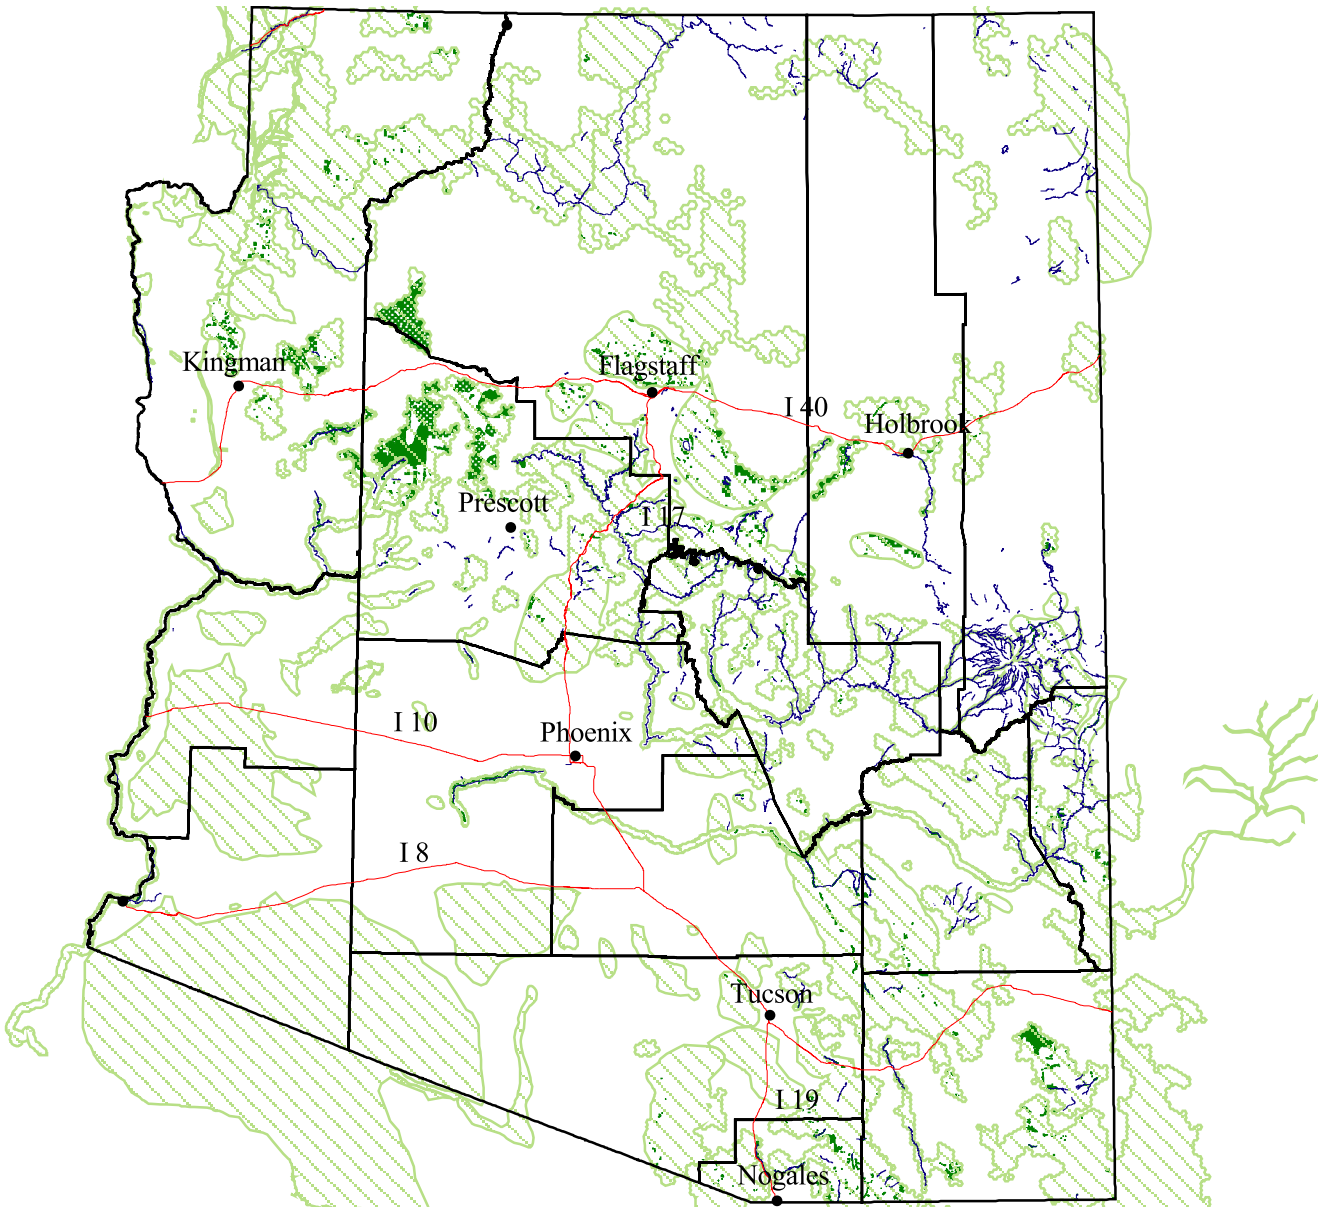 Kingman
Flagstaff
I 40
Holbrook
Prescott
I 17
I 10
Phoenix
I 8
Tucson
I 19
Nogales